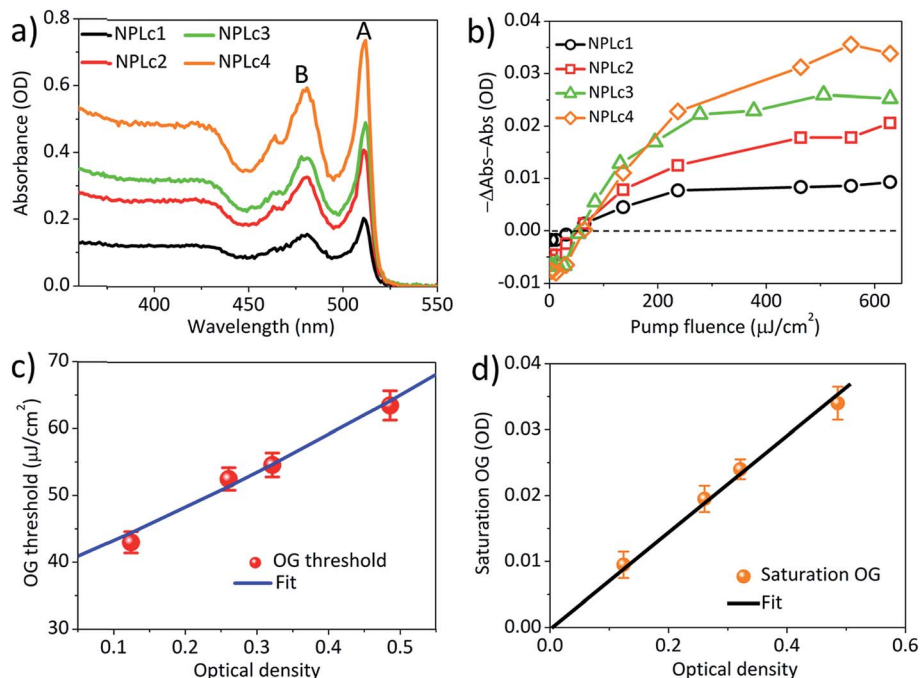 a)
0.8
0.6
0.4
0.2
0.0
Absorbance (OD)
NPLc1
NPLc2
NPLc3
NPLc4
A
B
400
450
500
550
Wavelength (nm)
b)
0.04
0.03
0.02
0.01
0.00
-0.01
−ΔAbs−Abs (OD)
NPLc1
NPLc2
NPLc3
NPLc4
0
200
400
600
Pump fluence (μJ/cm²)
c)
70
60
50
40
30
OG threshold (μJ/cm²)
OG threshold
Fit
0.1
0.2
0.3
0.4
0.5
Optical density
d)
0.04
0.03
0.02
0.01
0.00
Saturation OG (OD)
Saturation OG
Fit
0.0
0.2
0.4
0.6
Optical density